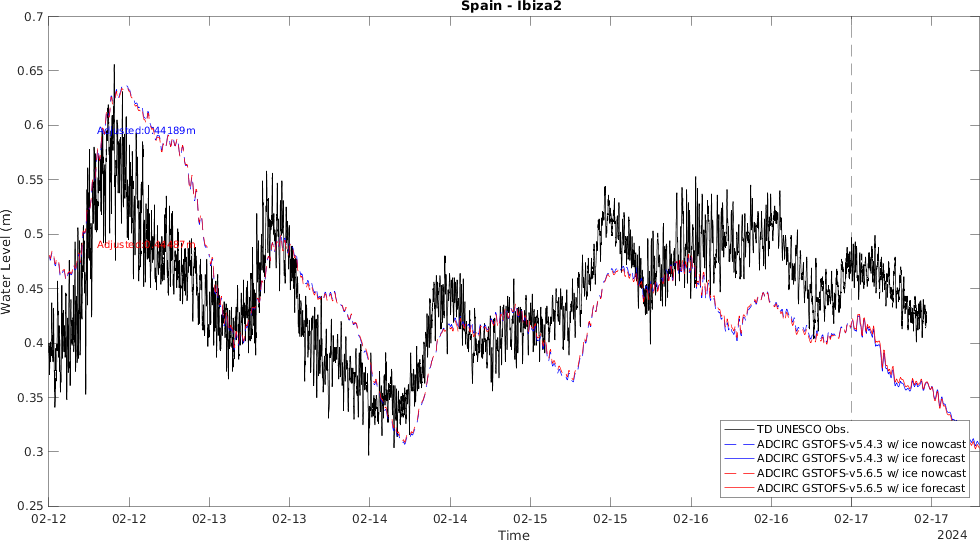 Spain - Ibiza2
0.7
0.65
0.6
0.55
0.5
0.45
0.4
0.35
0.3
0.25
Water Level (m)
Adjusted:0.44189m
TD UNESCO Obs.
ADCIRC GSTOFS-v5.4.3 w/ ice nowcast
ADCIRC GSTOFS-v5.4.3 w/ ice forecast
ADCIRC GSTOFS-v5.6.5 w/ ice nowcast
ADCIRC GSTOFS-v5.6.5 w/ ice forecast
02-12 02-12 02-13 02-13 02-14 02-14 02-15 02-15 02-16 02-16 02-17 02-17
Time
2024